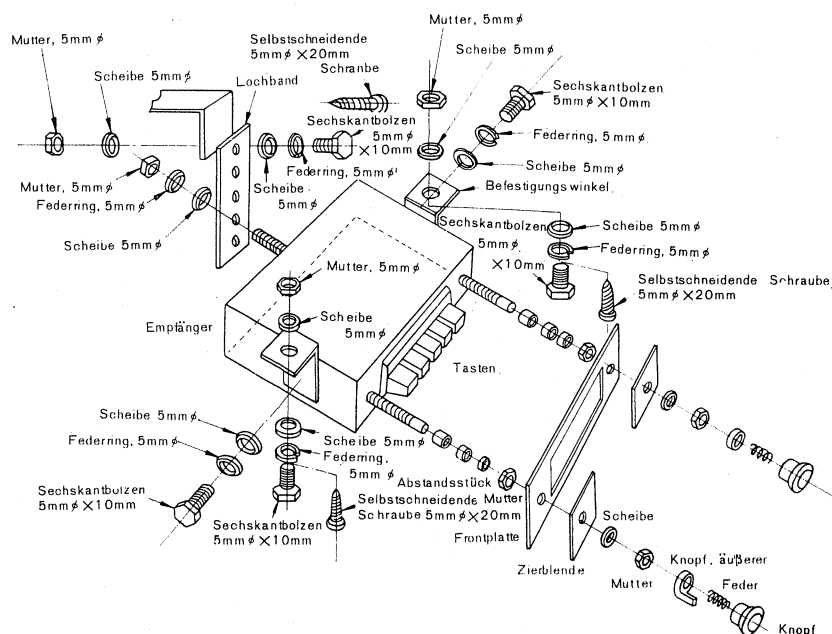 Mutter, 5mm ø
Mutter, 5mm ø
Scheibe 5mm ø
Selbstschneidende
5mm ø ×20mm
Schranbe
Lochband
Scheibe 5mm ø
Sechskantbolzen
5mm ø ×10mm
Sechskantbolzen
5mm ø
×10mm
Federring, 5mm ø
Federring, 5mm ø
Scheibe
5mm ø
Scheibe 5mm ø
Mutter, 5mm ø
Federring, 5mm ø
Scheibe 5mm ø
Befestigungswinkel
Sechskantbolzen
5mm ø
×10mm
Scheibe 5mm ø
Federring, 5mm ø
Selbstschneidende Schraube,
5mm ø ×20mm
Mutter, 5mm ø
Scheibe
5mm ø
Empfänger
Tasten
Scheibe 5mm ø
Federring, 5mm ø
Sechskantbolzen
5mm ø ×10mm
Scheibe 5mm ø
Federring,
5mm ø
Sechskantbolzen
5mm ø ×10mm
Abstandsstück
Selbstschneidende
Schraube 5mm ø ×20mm
Mutter
Frontplatte
Zierblende
Scheibe
Mutter
Knopf, äußerer
Feder
Knopf